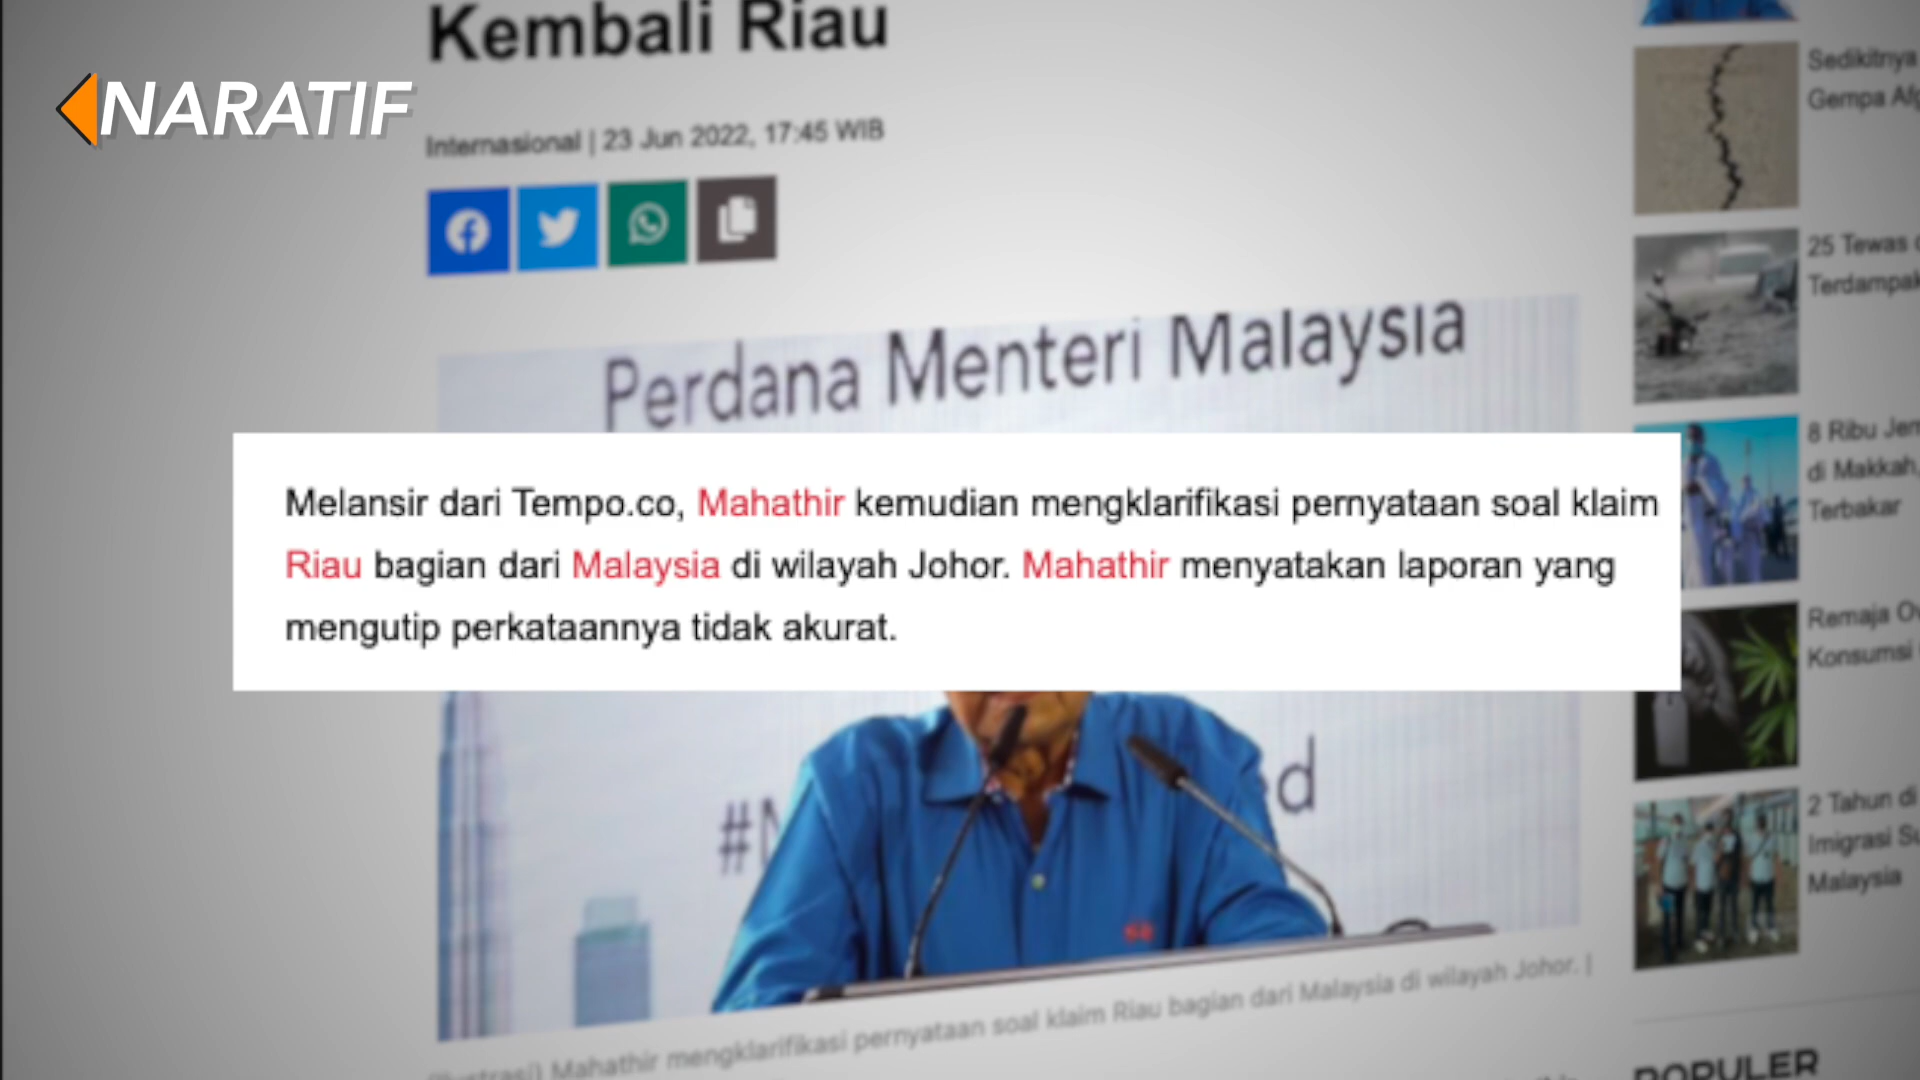 Kembali Riau
NARATIF
Internasional | 23 Jun 2022, 17:45 WIB
Perdana Menteri Malaysia
Melansir dari Tempo.co, Mahathir kemudian mengklarifikasi pernyataan soal klaim
Riau bagian dari Malaysia di wilayah Johor. Mahathir menyatakan laporan yang
mengutip perkataannya tidak akurat.
(Ilustrasi) Mahathir mengklarifikasi pernyataan soal klaim Riau bagian dari Malaysia di wilayah Johor. |
Sedikitnya
Gempa
25 Tewas
8 Ribu
di Makkah,
Terbakar
Remaja
Konsumsi
2 Tahun di
Imigrasi
Malaysia
POPULER